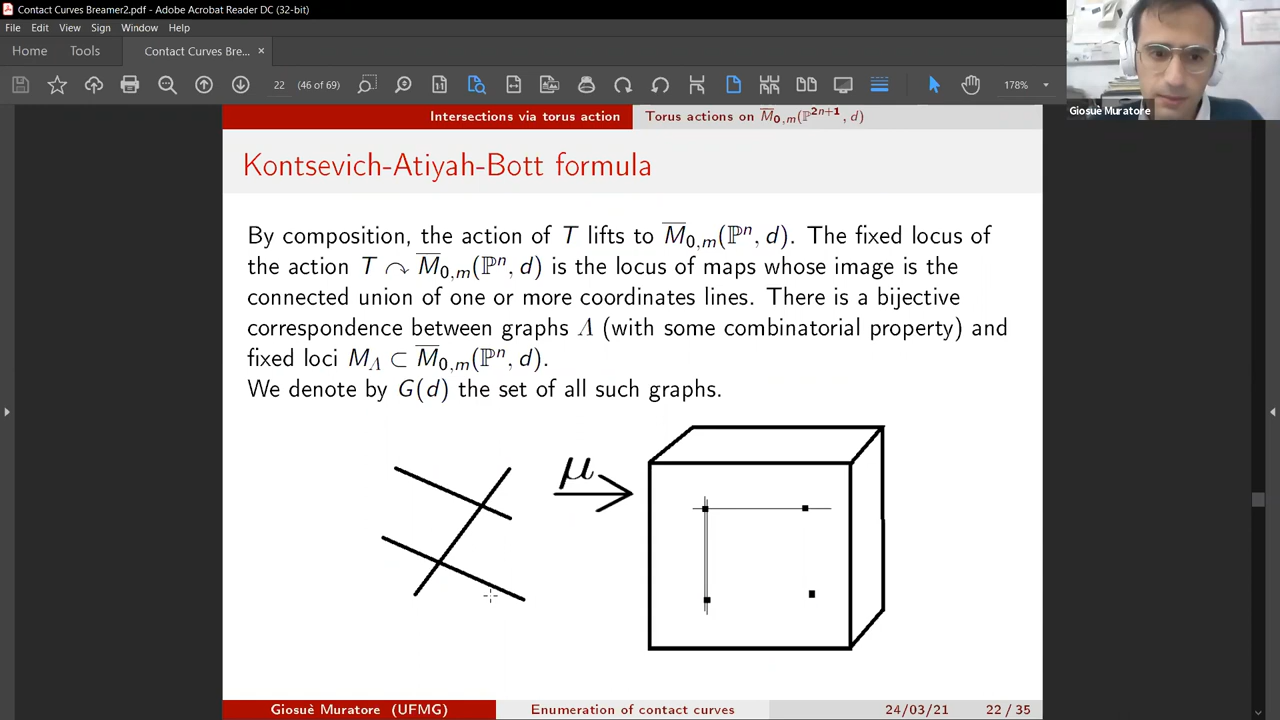 Contact Curves Breamer2.pdf - Adobe Acrobat Reader DC (32-bit)
File Edit View Sign Window Help
Home Tools Contact Curves Brea... ×
22 (46 of 69) 178%
Giosuè Muratore
Intersections via torus action Torus actions on M̅₀,ₘ(ℙ²ⁿ⁺¹, d)
Kontsevich-Atiyah-Bott formula
By composition, the action of T lifts to M̅₀,ₘ(ℙⁿ, d). The fixed locus of
the action T ↷ M̅₀,ₘ(ℙⁿ, d) is the locus of maps whose image is the
connected union of one or more coordinates lines. There is a bijective
correspondence between graphs Λ (with some combinatorial property) and
fixed loci M_Λ ⊂ M̅₀,ₘ(ℙⁿ, d).
We denote by G(d) the set of all such graphs.
μ
Giosuè Muratore (UFMG) Enumeration of contact curves 24/03/21 22 / 35